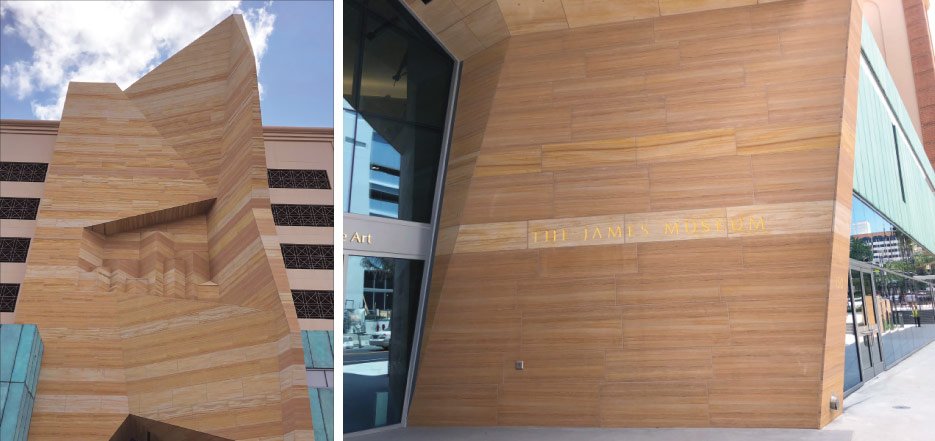 e Art
THE JAMES MUSEUM